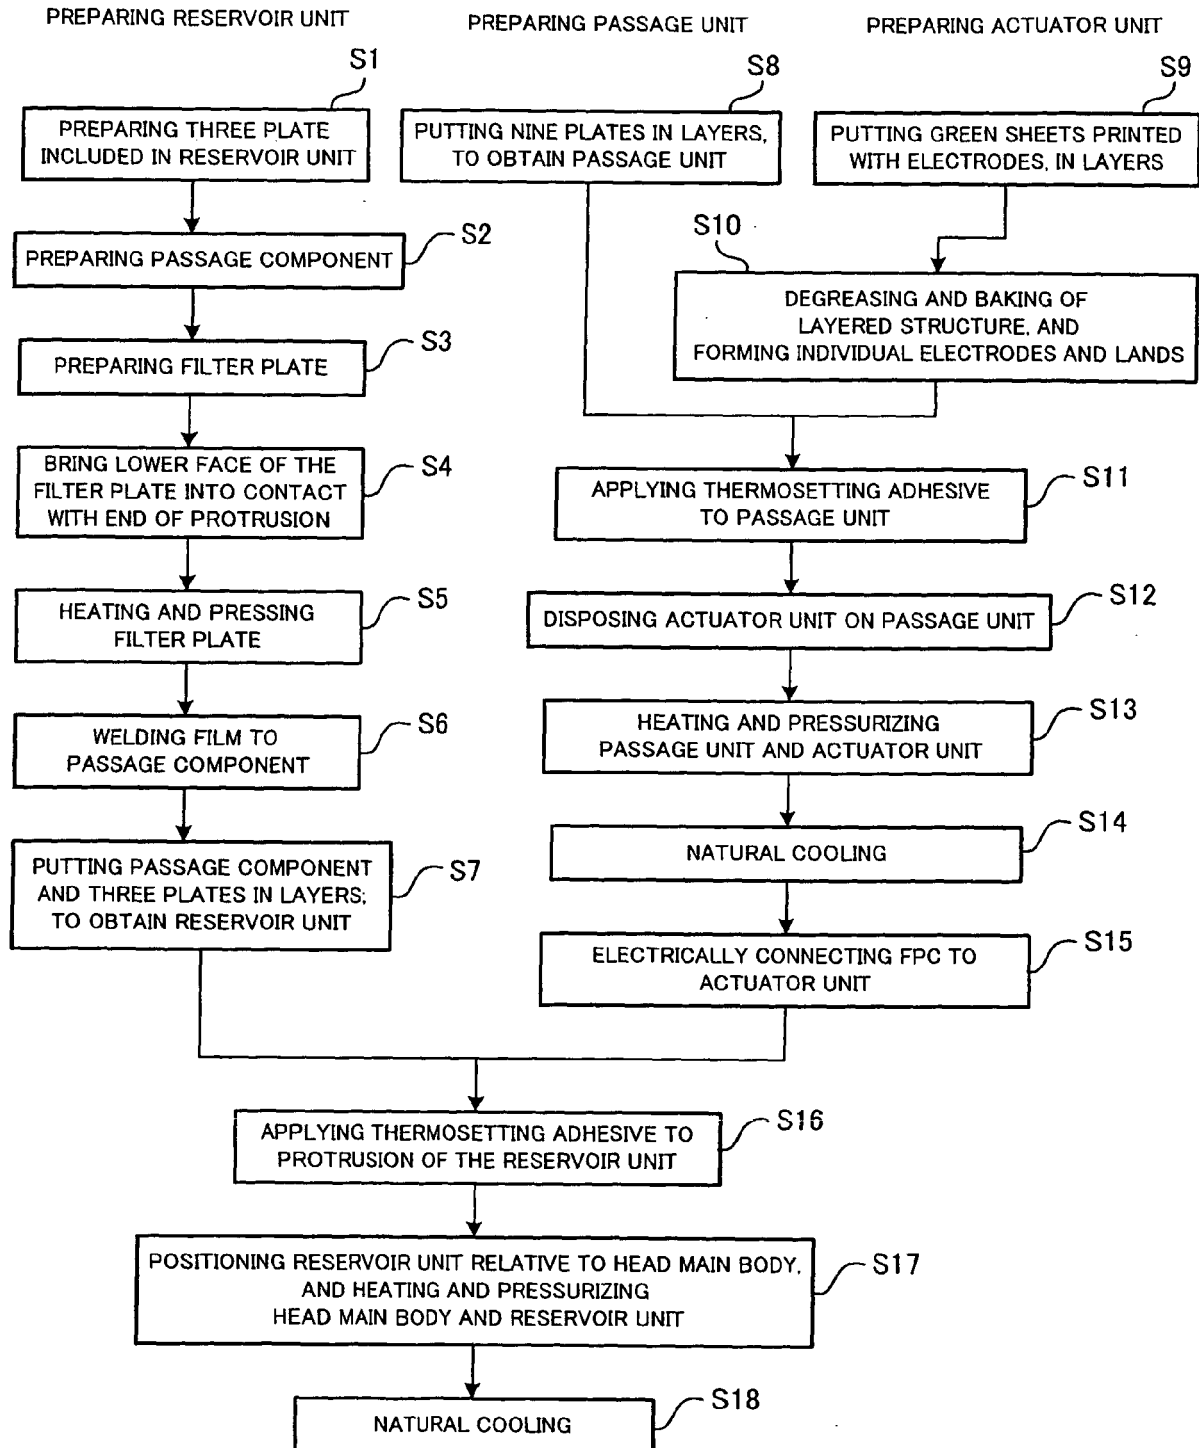 PREPARING RESERVOIR UNIT
PREPARING PASSAGE UNIT
PREPARING ACTUATOR UNIT
S1
PREPARING THREE PLATE
INCLUDED IN RESERVOIR UNIT
S8
PUTTING NINE PLATES IN LAYERS,
TO OBTAIN PASSAGE UNIT
S9
PUTTING GREEN SHEETS PRINTED
WITH ELECTRODES, IN LAYERS
S2
PREPARING PASSAGE COMPONENT
S10
DEGREASING AND BAKING OF
LAYERED STRUCTURE, AND
FORMING INDIVIDUAL ELECTRODES AND LANDS
S3
PREPARING FILTER PLATE
S4
BRING LOWER FACE OF THE
FILTER PLATE INTO CONTACT
WITH END OF PROTRUSION
S11
APPLYING THERMOSETTING ADHESIVE
TO PASSAGE UNIT
S5
HEATING AND PRESSING
FILTER PLATE
S12
DISPOSING ACTUATOR UNIT ON PASSAGE UNIT
S6
WELDING FILM TO
PASSAGE COMPONENT
S13
HEATING AND PRESSURIZING
PASSAGE UNIT AND ACTUATOR UNIT
S7
PUTTING PASSAGE COMPONENT
AND THREE PLATES IN LAYERS;
TO OBTAIN RESERVOIR UNIT
S14
NATURAL COOLING
S15
ELECTRICALLY CONNECTING FPC TO
ACTUATOR UNIT
S16
APPLYING THERMOSETTING ADHESIVE TO
PROTRUSION OF THE RESERVOIR UNIT
S17
POSITIONING RESERVOIR UNIT RELATIVE TO HEAD MAIN BODY,
AND HEATING AND PRESSURIZING
HEAD MAIN BODY AND RESERVOIR UNIT
S18
NATURAL COOLING